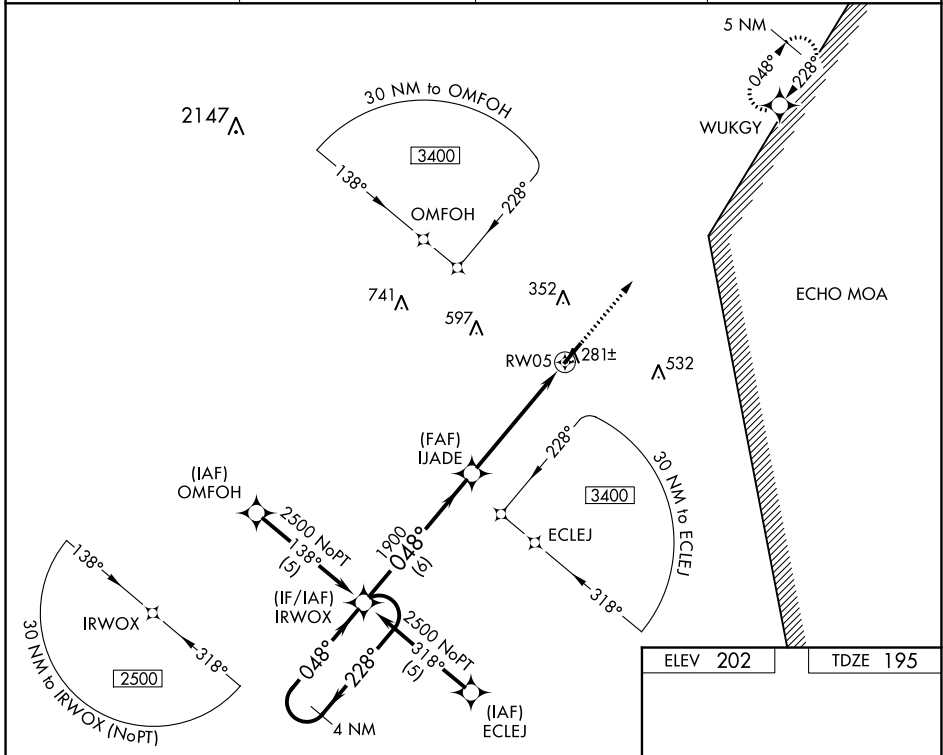 5 NM
048°
228°
WUKGY
2147
30 NM to OMFOH
3400
138°
228°
OMFOH
ECHO MOA
741
597
352
RW05
281±
532
(FAF)
IJADE
228°
3400
30 NM to ECLEJ
ECLEJ
318°
(IAF)
OMFOH
2500 NoPT
138°
(5)
1900
048°
(6)
138°
IRWOX
318°
2500
30 NM to IRWOX (NoPT)
(IF/IAF)
IRWOX
2500 NoPT
318°
(5)
048°
228°
4 NM
(IAF)
ECLEJ
ELEV 202
TDZE 195